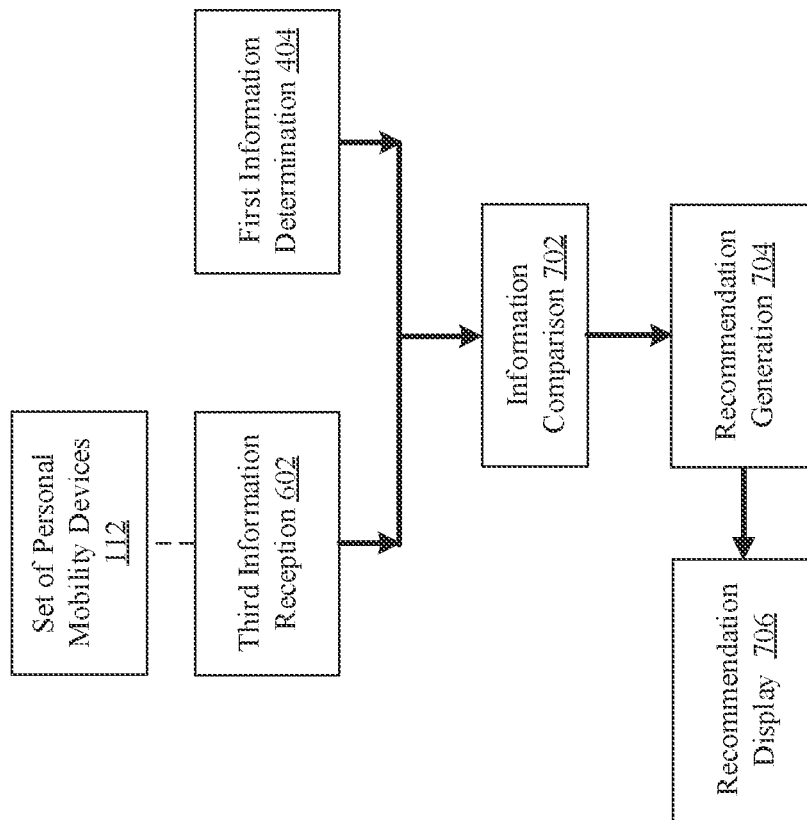 Set of Personal
Mobility Devices
112
Third Information
Reception 602
First Information
Determination 404
Information
Comparison 702
Recommendation
Generation 704
Recommendation
Display 706